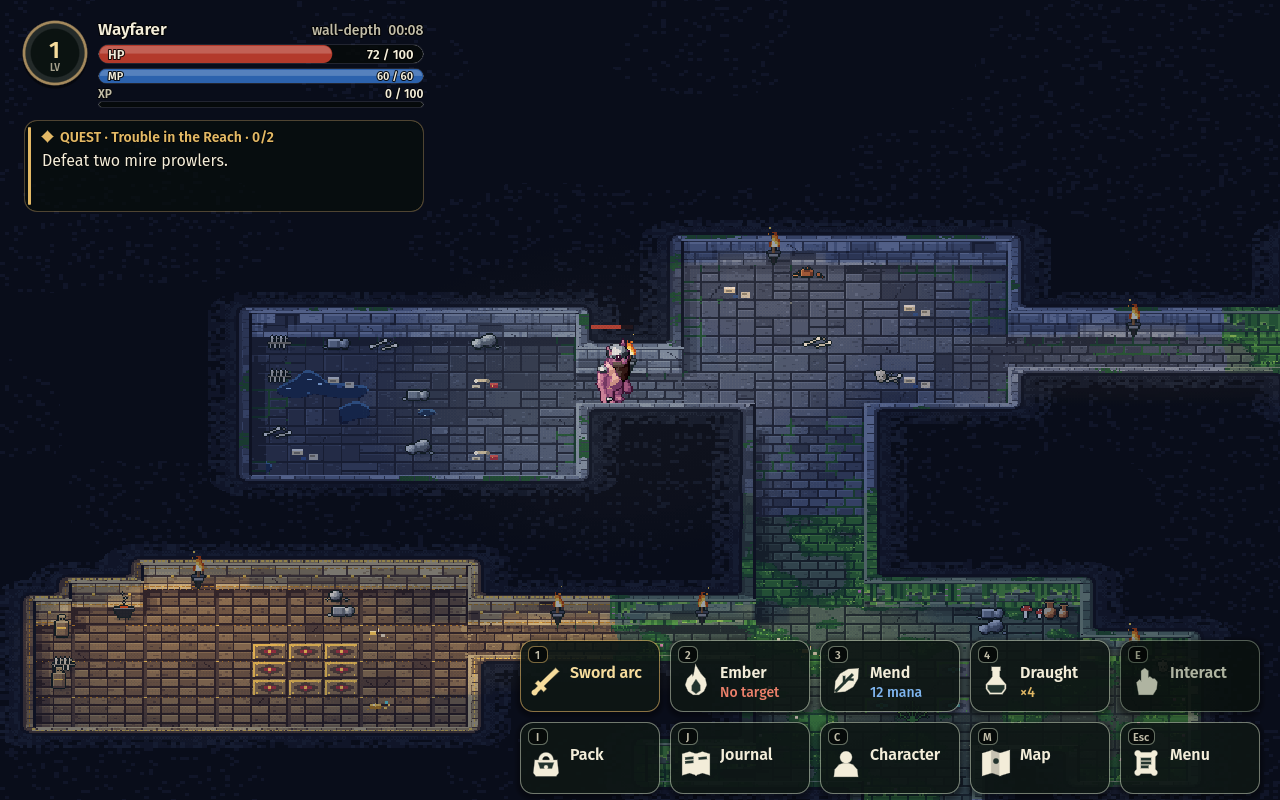 Wayfarer
wall-depth 00:08
1
LV
HP 72 / 100
MP 60 / 60
XP 0 / 100
◆ QUEST · Trouble in the Reach · 0/2
Defeat two mire prowlers.
1 Sword arc
2 Ember
No target
3 Mend
12 mana
4 Draught
×4
E Interact
I Pack
J Journal
C Character
M Map
Esc Menu